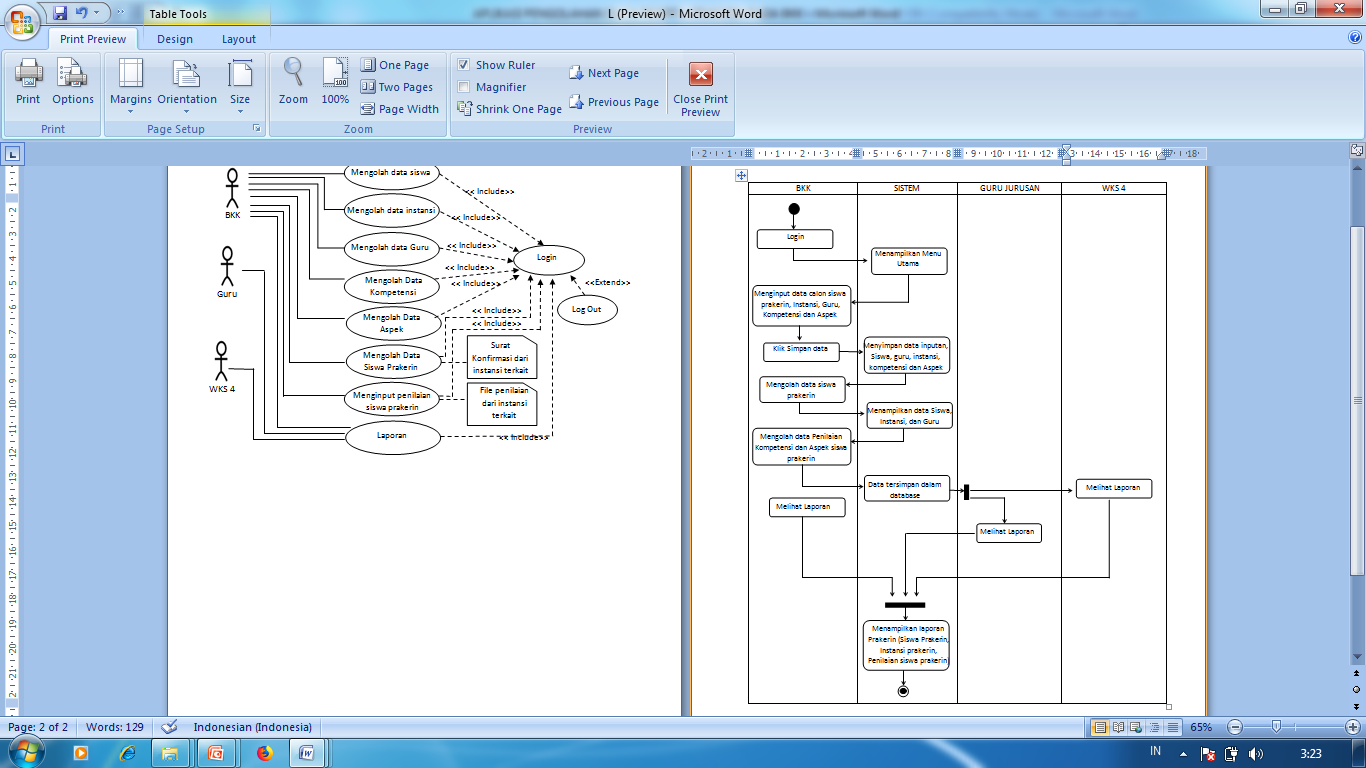 Table Tools
L (Preview) - Microsoft Word
Print Preview
Design
Layout
Print
Options
Margins
Orientation
Size
Zoom
100%
100
One Page
Two Pages
Page Width
Show Ruler
Magnifier
Shrink One Page
Next Page
Previous Page
Close Print
Preview
Print
Page Setup
Zoom
Preview
Mengolah data siswa
<< Include>>
BKK
Mengolah data instansi
<< Include>>
Mengolah data Guru
<< Include>>
Login
Guru
Mengolah Data
Kompetensi
<< Include>>
<< Include>>
<<Extend>>
Log Out
Mengolah Data
Aspek
<< Include>>
<< Include>>
WKS 4
Mengolah Data
Siswa Prakerin
Surat
Konfirmasi dari
instansi terkait
Menginput penilaian
siswa prakerin
File penilaian
dari instansi
terkait
Laporan
<< Include>>
BKK
SISTEM
GURU JURUSAN
WKS 4
Login
Menampilkan Menu
Utama
Menginput data calon siswa
prakerin, Instansi, Guru,
Kompetensi dan Aspek
Klik Simpan data
Menyimpan data inputan,
Siswa, guru, instansi,
kompetensi dan Aspek
Mengolah data siswa
prakerin
Menampilkan data Siswa,
Instansi, dan Guru
Mengolah data Penilaian
Kompetensi dan Aspek siswa
prakerin
Data tersimpan dalam
database
Melihat Laporan
Melihat Laporan
Melihat Laporan
Menampilkan laporan
Prakerin (Siswa Prakerin,
Instansi prakerin,
Penilaian siswa prakerin
Page: 2 of 2
Words: 129
Indonesian (Indonesia)
65%
IN
3:23